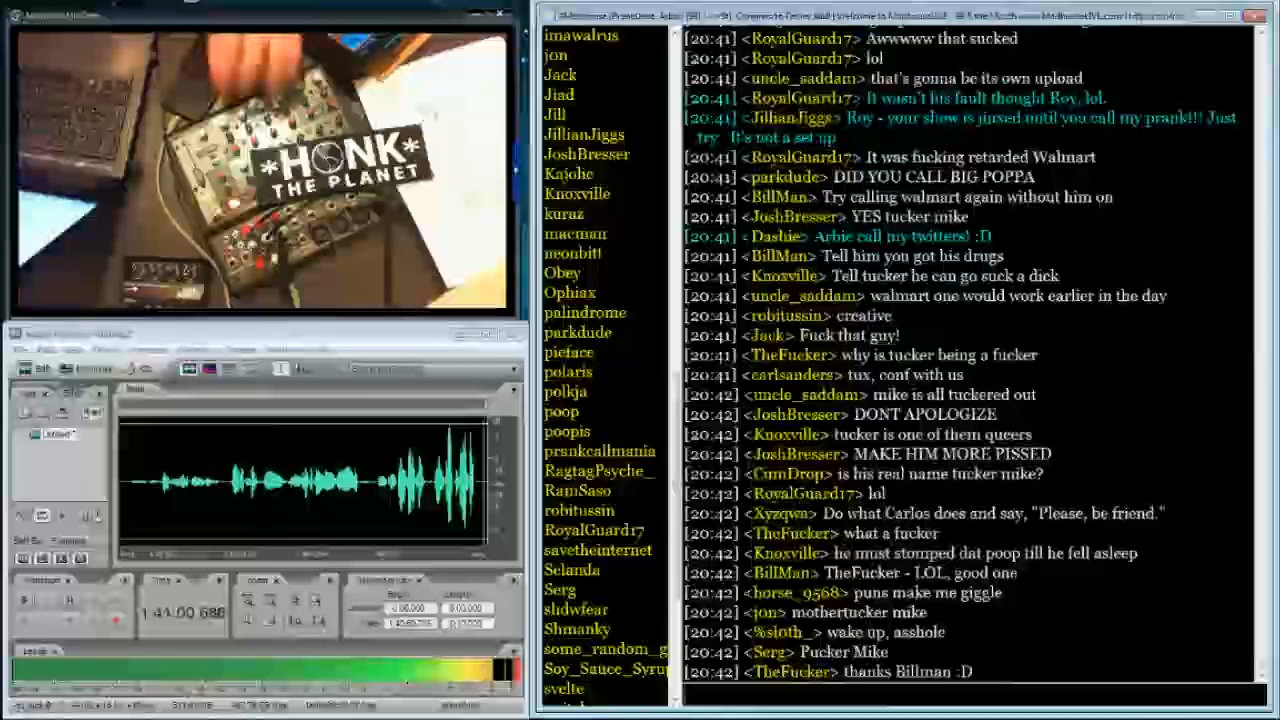 *HONK*
THE PLANET
1:41:00.686
imawalrus
jon
Jack
Jiad
Jill
JillianJiggs
JoshBresser
Kajolie
Knoxville
kuraz
macman
neonbitt
Obey
Ophiax
palindrome
parkdude
pieface
polaris
polkja
poop
poopis
prankcallmania
RagtagPsyche_
RamSaso
robitussin
RoyalGuard17
savetheinternet
Selanda
Serg
shdwfear
Shmanky
some_random_g
Soy_Sauce_Syru
svelte
[20:41] <RoyalGuard17> Awwwww that sucked
[20:41] <RoyalGuard17> lol
[20:41] <uncle_saddam> that's gonna be its own upload
[20:41] <RoyalGuard17> It wasn't his fault thought Roy, lol.
[20:41] <JillianJiggs> Roy - your show is jinxed until you call my prank!!! Just
try It's not a set up
[20:41] <RoyalGuard17> It was fucking retarded Walmart
[20:41] <parkdude> DID YOU CALL BIG POPPA
[20:41] <BillMan> Try calling walmart again without him on
[20:41] <JoshBresser> YES tucker mike
[20:41] <Dashie> Arbie call my twitters! :D
[20:41] <BillMan> Tell him you got his drugs
[20:41] <Knoxville> Tell tucker he can go suck a dick
[20:41] <uncle_saddam> walmart one would work earlier in the day
[20:41] <robitussin> creative
[20:41] <Jack> Fuck that guy!
[20:41] <TheFucker> why is tucker being a fucker
[20:41] <carlsanders> tux, conf with us
[20:42] <uncle_saddam> mike is all tuckered out
[20:42] <JoshBresser> DONT APOLOGIZE
[20:42] <Knoxville> tucker is one of them queers
[20:42] <JoshBresser> MAKE HIM MORE PISSED
[20:42] <CumDrop> is his real name tucker mike?
[20:42] <RoyalGuard17> lol
[20:42] <Xyzqwn> Do what Carlos does and say, "Please, be friend."
[20:42] <TheFucker> what a fucker
[20:42] <Knoxville> he must stomped dat poop till he fell asleep
[20:42] <BillMan> TheFucker - LOL, good one
[20:42] <horse_9568> puns make me giggle
[20:42] <jon> mothertucker mike
[20:42] <%sloth_> wake up, asshole
[20:42] <Serg> Pucker Mike
[20:42] <TheFucker> thanks Billman :D